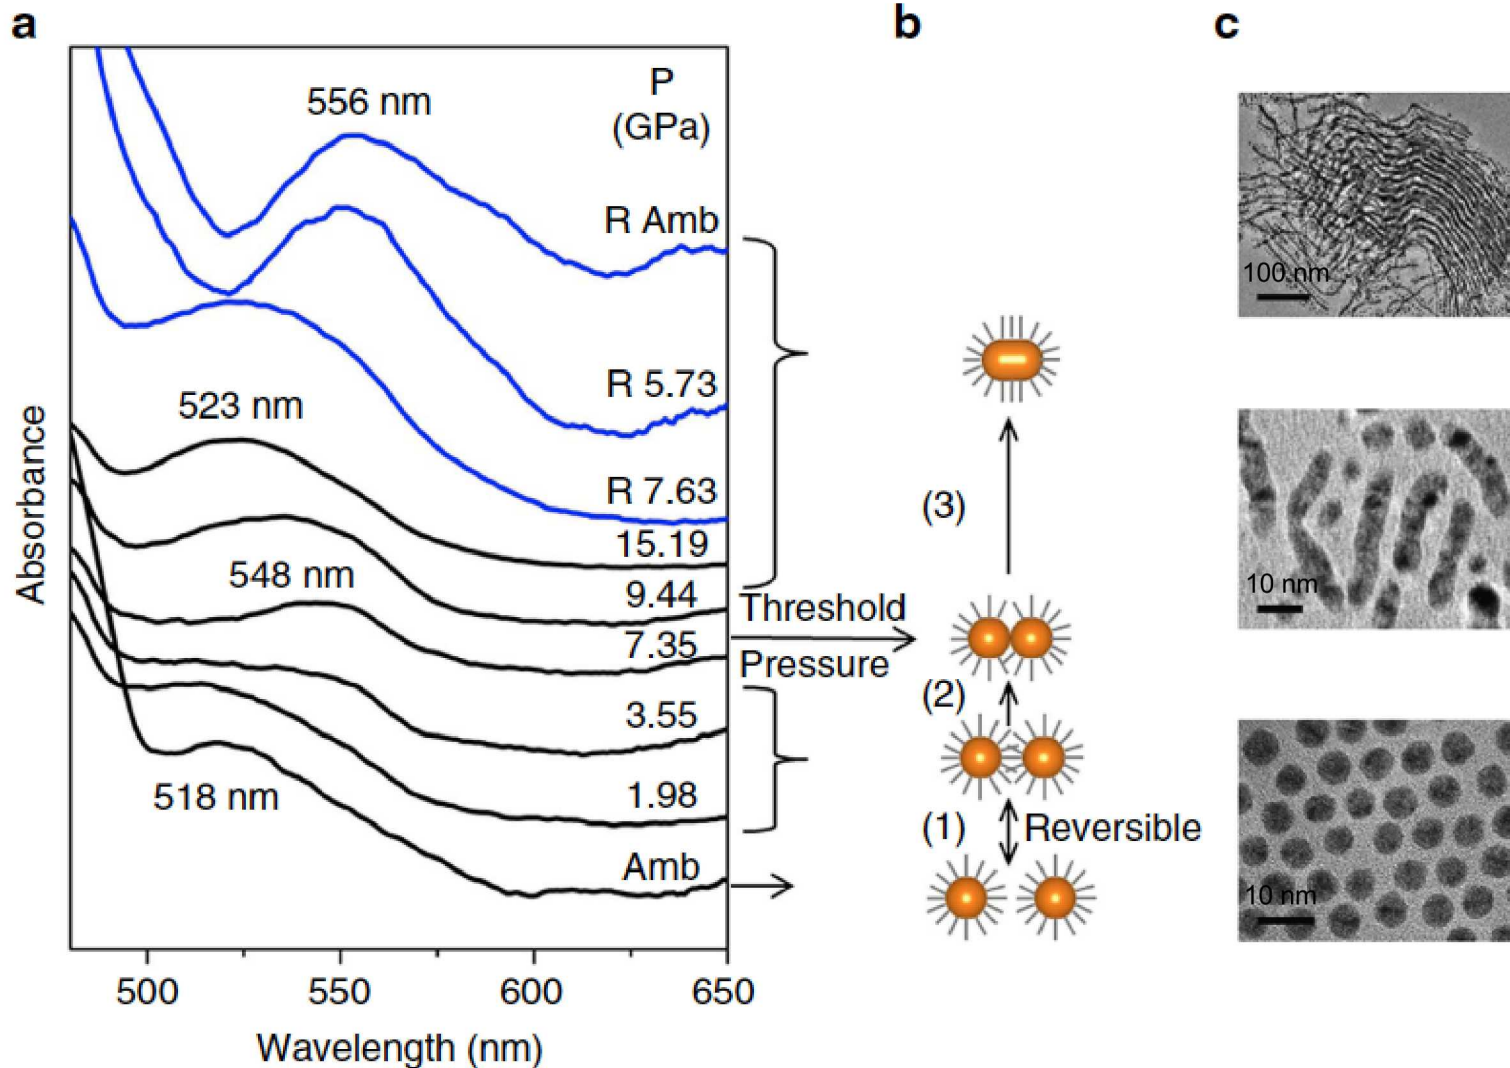 a
b
c
556 nm
P
(GPa)
R Amb
R 5.73
523 nm
R 7.63
15.19
548 nm
9.44
7.35
3.55
518 nm
1.98
Amb
Absorbance
500
550
600
650
Wavelength (nm)
Threshold
Pressure
(3)
(2)
(1)
Reversible
100 nm
10 nm
10 nm